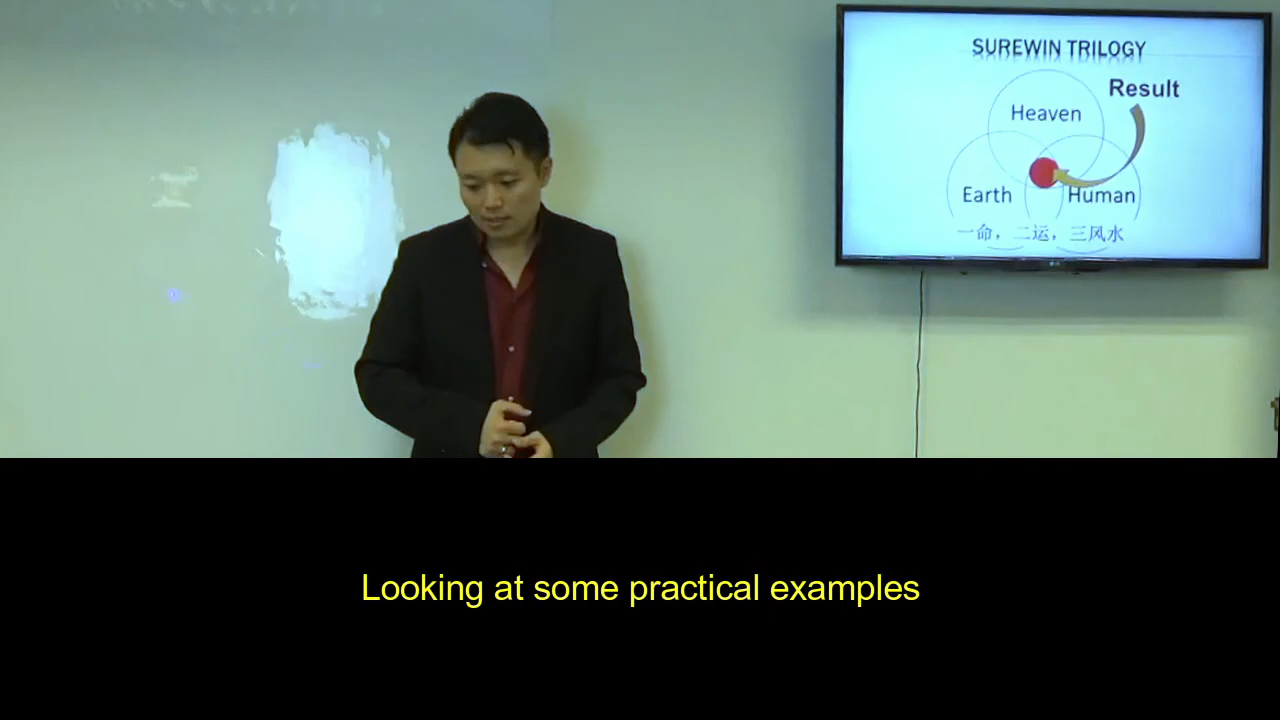 SUREWIN TRILOGY
Result
Heaven
Earth
Human
一命，二运，三风水
Looking at some practical examples